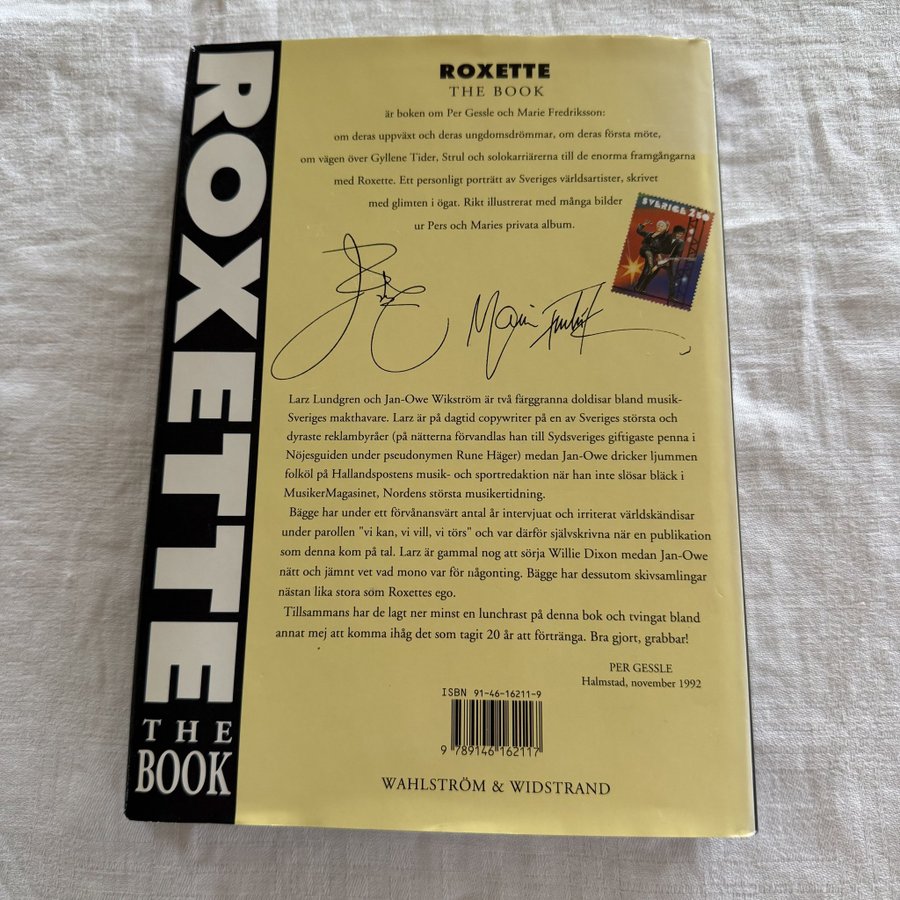 ROXETTE
THE
BOOK
ROXETTE
THE BOOK
är boken om Per Gessle och Marie Fredriksson:
om deras uppväxt och deras ungdomsdrömmar, om deras första möte,
om vägen över Gyllene Tider, Strul och solokarriärerna till de enorma framgångarna
med Roxette. Ett personligt porträtt av Sveriges världsartister, skrivet
med glimten i ögat. Rikt illustrerat med många bilder
ur Pers och Maries privata album.
SVERIGE 280
Larz Lundgren och Jan-Owe Wikström är två färggranna doldisar bland musik-
Sveriges makthavare. Larz är på dagtid copywriter på en av Sveriges största och
dyraste reklambyråer (på nätterna förvandlas han till Sydsveriges giftigaste penna i
Nöjesguiden under pseudonymen Rune Häger) medan Jan-Owe dricker ljummen
folköl på Hallandspostens musik- och sportredaktion när han inte slösar bläck i
MusikerMagasinet, Nordens största musikertidning.
Bägge har under ett förvånansvärt antal år intervjuat och irriterat världskändisar
under parollen "vi kan, vi vill, vi törs" och var därför självskrivna när en publikation
som denna kom på tal. Larz är gammal nog att sörja Willie Dixon medan Jan-Owe
nätt och jämnt vet vad mono var för någonting. Bägge har dessutom skivsamlingar
nästan lika stora som Roxettes ego.
Tillsammans har de lagt ner minst en lunchrast på denna bok och tvingat bland
annat mej att komma ihåg det som tagit 20 år att förtränga. Bra gjort, grabbar!
PER GESSLE
Halmstad, november 1992
ISBN 91-46-16211-9
9 789146 162117
WAHLSTRÖM & WIDSTRAND